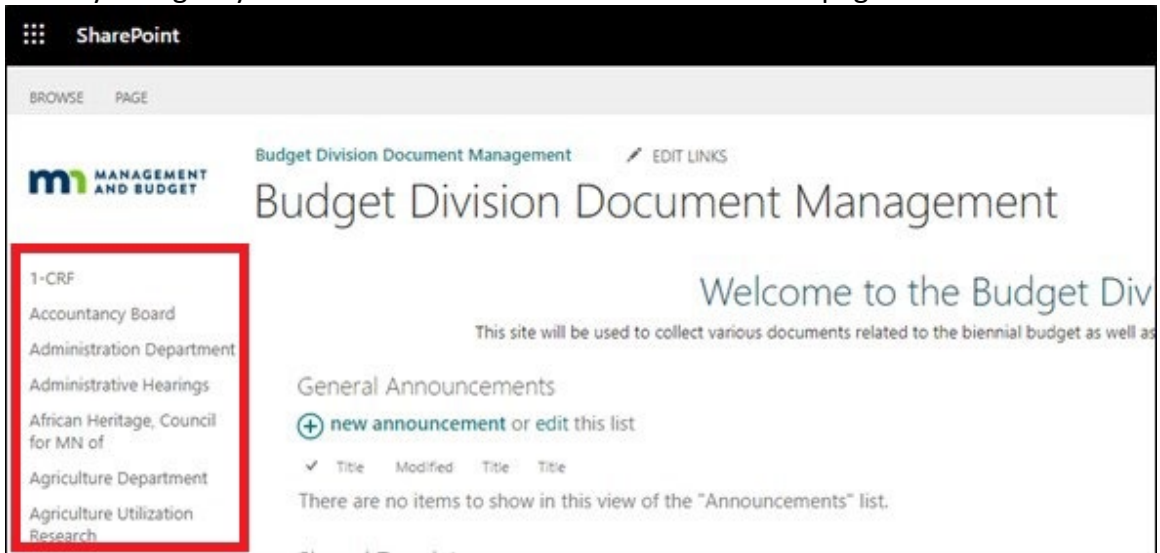 SharePoint
BROWSE PAGE
MANAGEMENT
AND BUDGET
Budget Division Document Management EDIT LINKS
Budget Division Document Management
1-CRF
Accountancy Board
Administration Department
Administrative Hearings
African Heritage, Council
for MN of
Agriculture Department
Agriculture Utilization
Research
Welcome to the Budget Div
This site will be used to collect various documents related to the biennial budget as well as
General Announcements
new announcement or edit this list
Title Modified Title Title
There are no items to show in this view of the "Announcements" list.